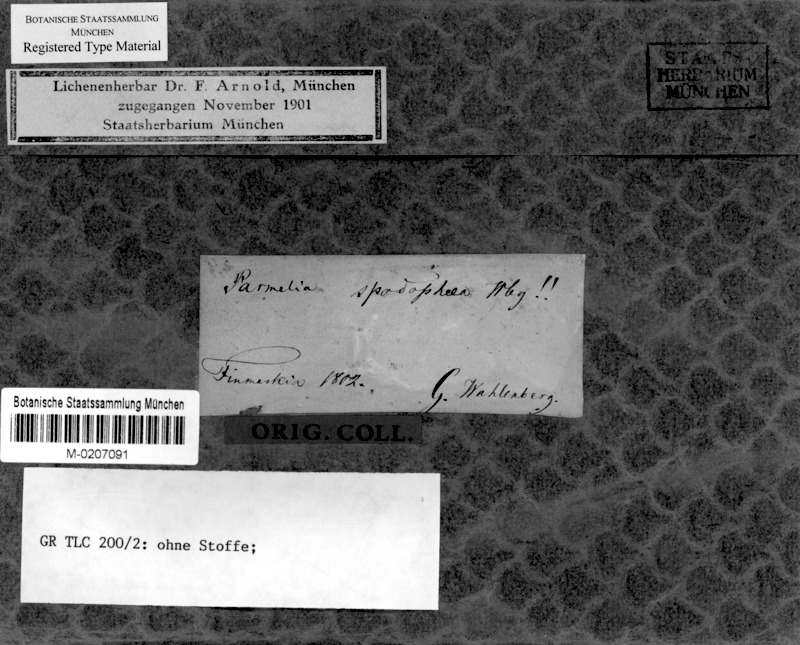 BOTANISCHE STAATSSAMMLUNG
MÜNCHEN
Registered Type Material
Lichenenherbar Dr. F. Arnold, München
zugegangen November 1901
Staatsherbarium München
STAATS-
HERBARIUM
MÜNCHEN
Parmelia spodophæa Wbg!!
Finmarkia 1802.
G. Wahlenberg.
ORIG. COLL.
Botanische Staatssammlung München
M-0207091
GR TLC 200/2: ohne Stoffe;